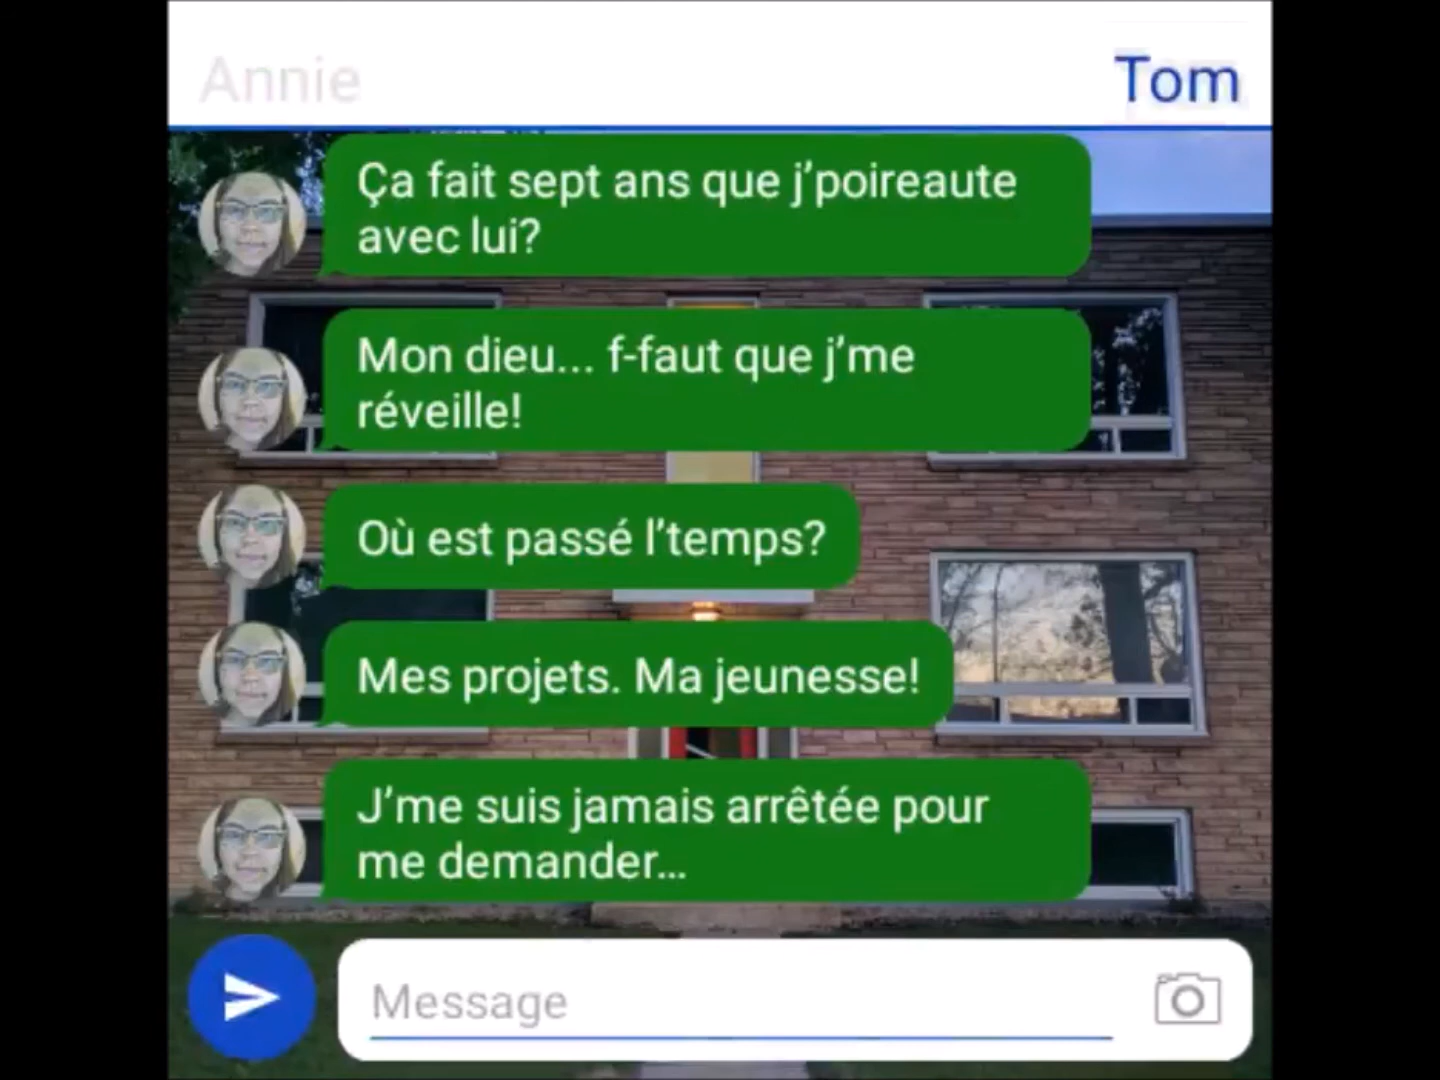 Annie
Tom
Ça fait sept ans que j’poireaute
avec lui?
Mon dieu... f-faut que j’me
réveille!
Où est passé l’temps?
Mes projets. Ma jeunesse!
J’me suis jamais arrêtée pour
me demander...
Message